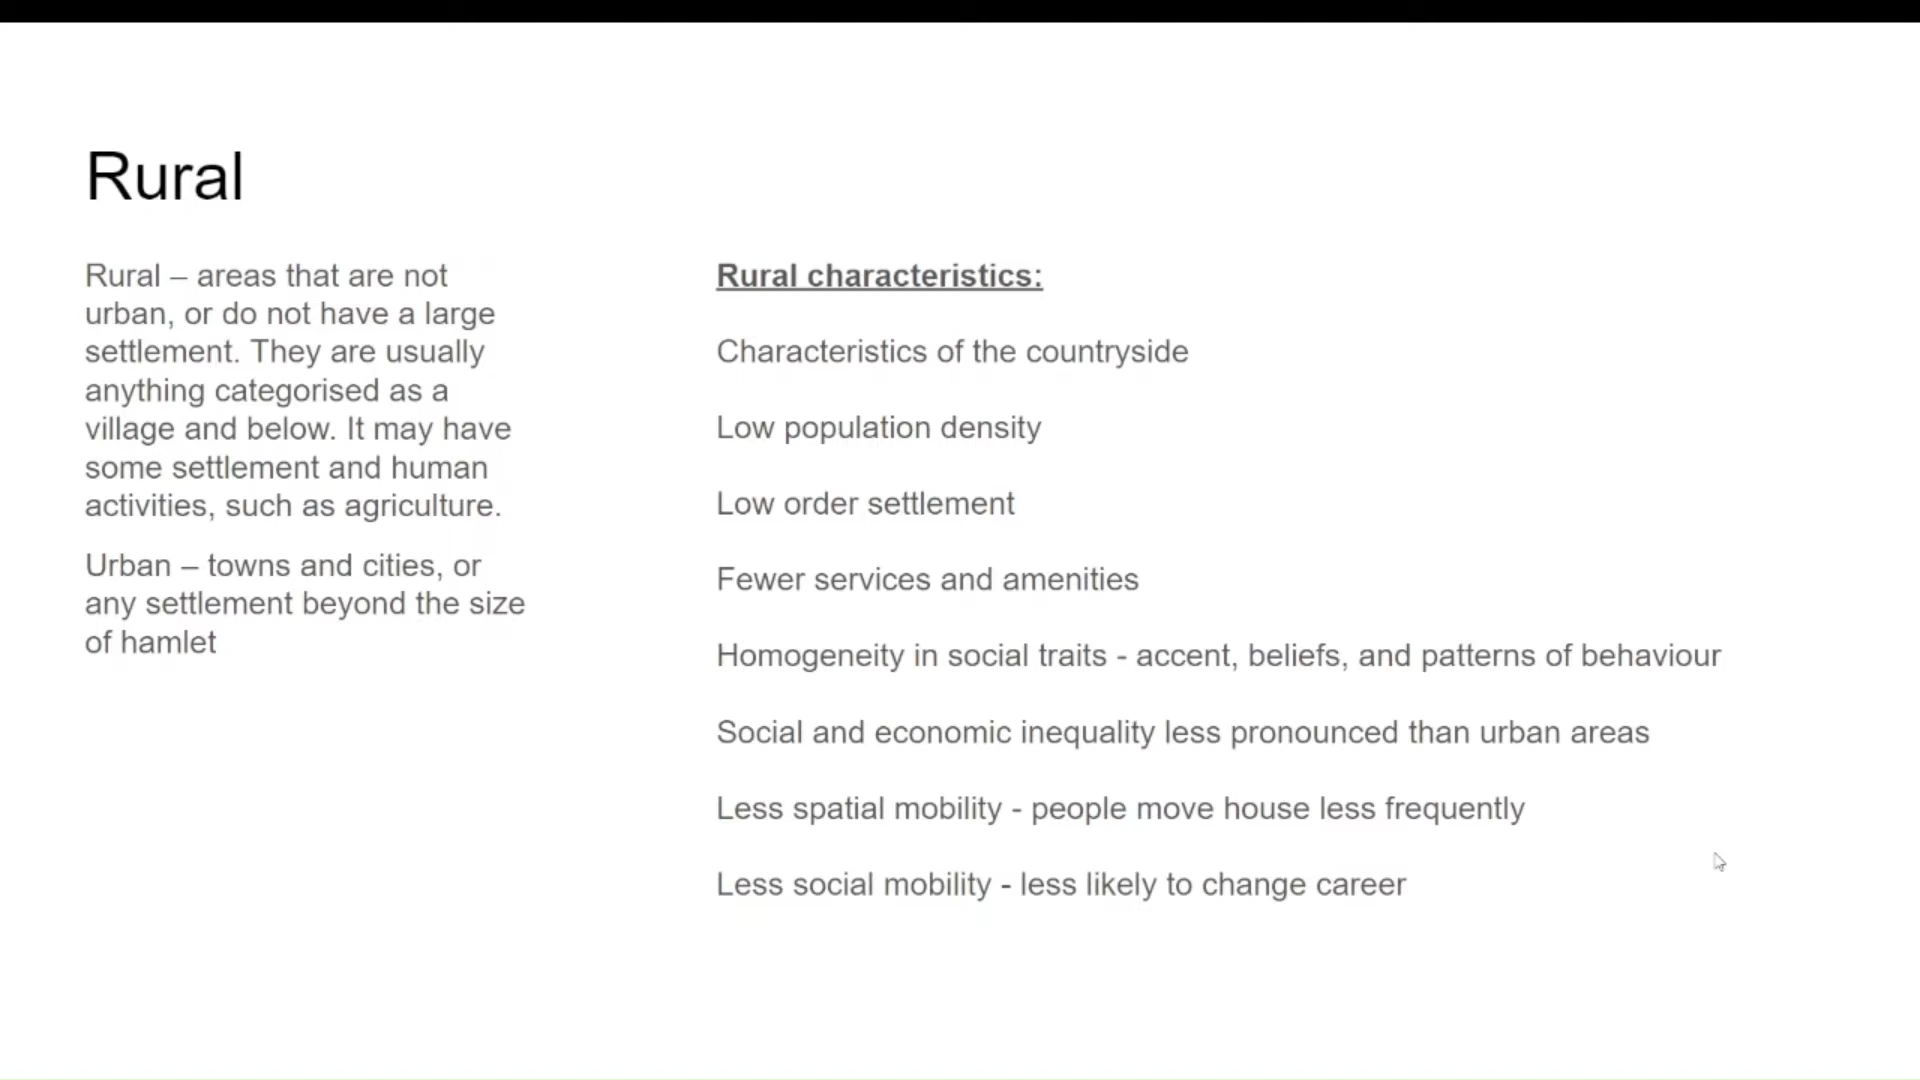 Rural
Rural – areas that are not
urban, or do not have a large
settlement. They are usually
anything categorised as a
village and below. It may have
some settlement and human
activities, such as agriculture.
Urban – towns and cities, or
any settlement beyond the size
of hamlet
Rural characteristics:
Characteristics of the countryside
Low population density
Low order settlement
Fewer services and amenities
Homogeneity in social traits - accent, beliefs, and patterns of behaviour
Social and economic inequality less pronounced than urban areas
Less spatial mobility - people move house less frequently
Less social mobility - less likely to change career